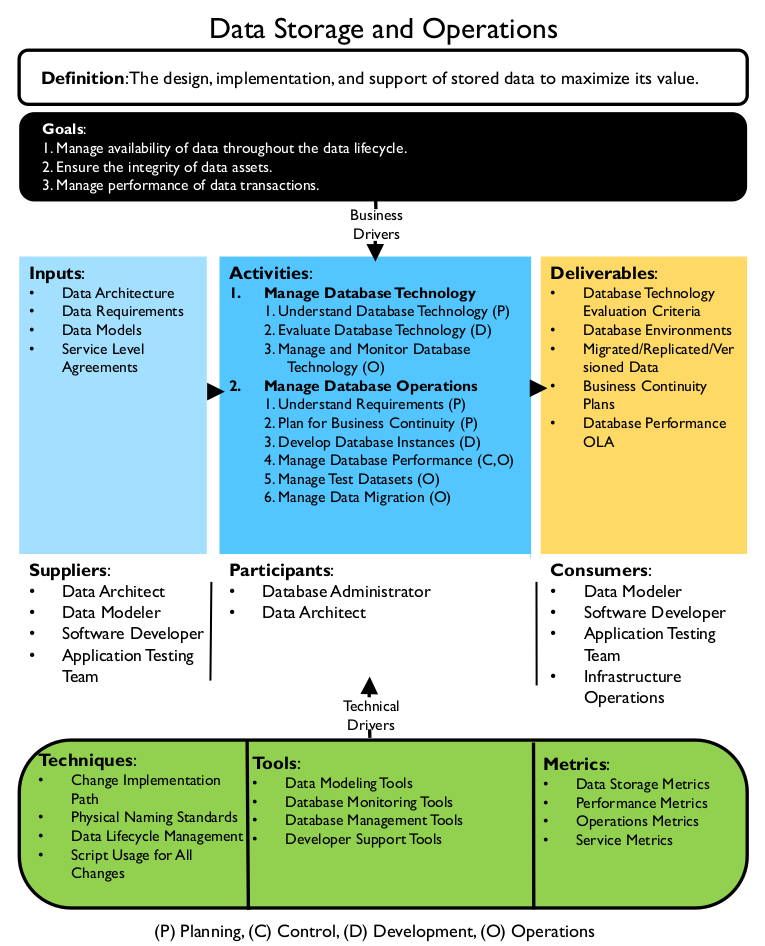 Data Storage and Operations
Definition:The design, implementation, and support of stored data to maximize its value.
Goals:
1. Manage availability of data throughout the data lifecycle.
2. Ensure the integrity of data assets.
3. Manage performance of data transactions.
Business
Drivers
Inputs:
• Data Architecture
• Data Requirements
• Data Models
• Service Level
Agreements
Activities:
1. Manage Database Technology
1. Understand Database Technology (P)
2. Evaluate Database Technology (D)
3. Manage and Monitor Database
Technology (O)
2. Manage Database Operations
1. Understand Requirements (P)
2. Plan for Business Continuity (P)
3. Develop Database Instances (D)
4. Manage Database Performance (C,O)
5. Manage Test Datasets (O)
6. Manage Data Migration (O)
Deliverables:
• Database Technology
Evaluation Criteria
• Database Environments
• Migrated/Replicated/Ver
sioned Data
• Business Continuity
Plans
• Database Performance
OLA
Suppliers:
• Data Architect
• Data Modeler
• Software Developer
• Application Testing
Team
Participants:
• Database Administrator
• Data Architect
Consumers:
• Data Modeler
• Software Developer
• Application Testing
Team
• Infrastructure
Operations
Technical
Drivers
Techniques:
• Change Implementation
Path
• Physical Naming Standards
• Data Lifecycle Management
• Script Usage for All
Changes
Tools:
• Data Modeling Tools
• Database Monitoring Tools
• Database Management Tools
• Developer Support Tools
Metrics:
• Data Storage Metrics
• Performance Metrics
• Operations Metrics
• Service Metrics
(P) Planning, (C) Control, (D) Development, (O) Operations